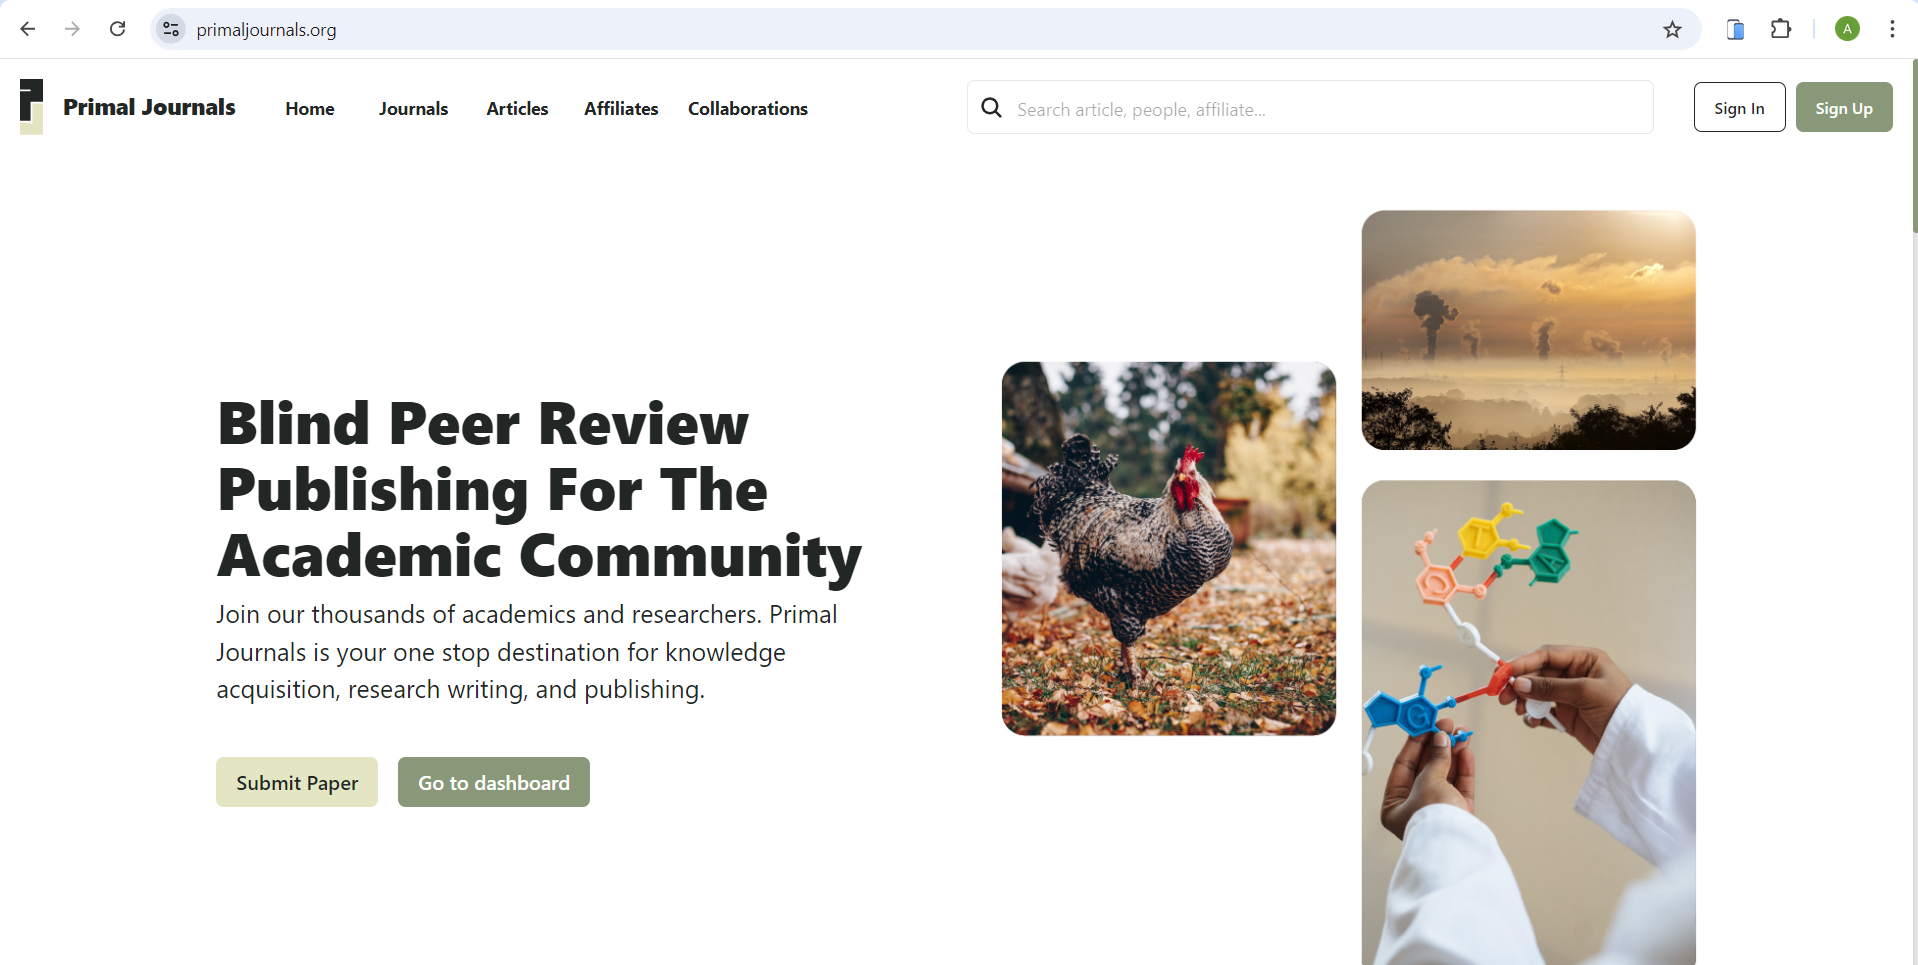 primaljournals.org
A
Primal Journals
Home
Journals
Articles
Affiliates
Collaborations
Search article, people, affiliate...
Sign In
Sign Up
Blind Peer Review
Publishing For The
Academic Community
Join our thousands of academics and researchers. Primal
Journals is your one stop destination for knowledge
acquisition, research writing, and publishing.
Submit Paper
Go to dashboard
T
A
C
G